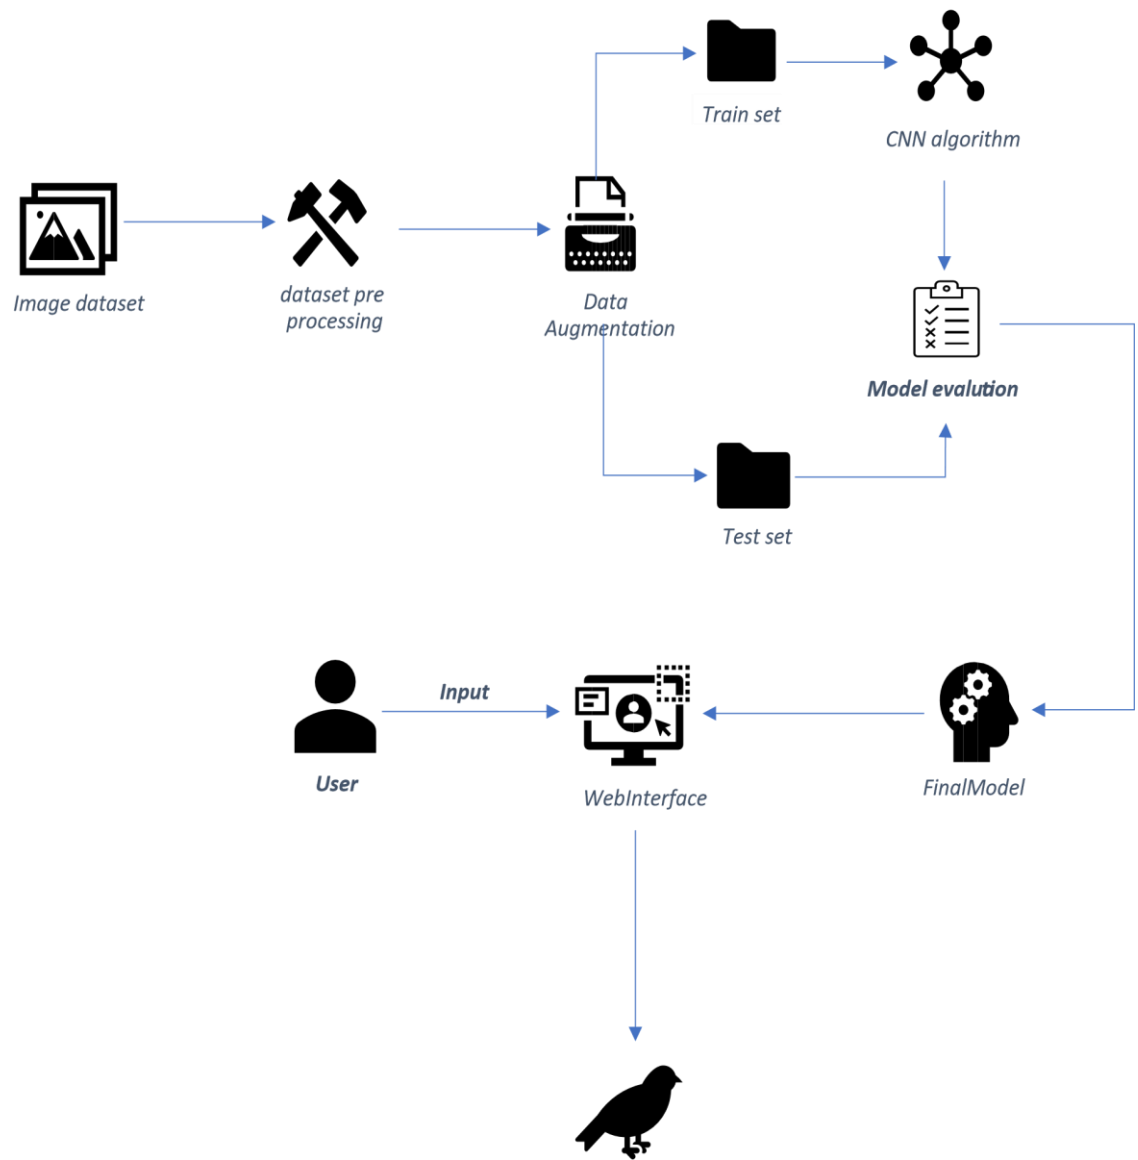 Train set
CNN algorithm
Image dataset
dataset pre
processing
Data
Augmentation
Model evalution
Test set
Input
User
WebInterface
FinalModel